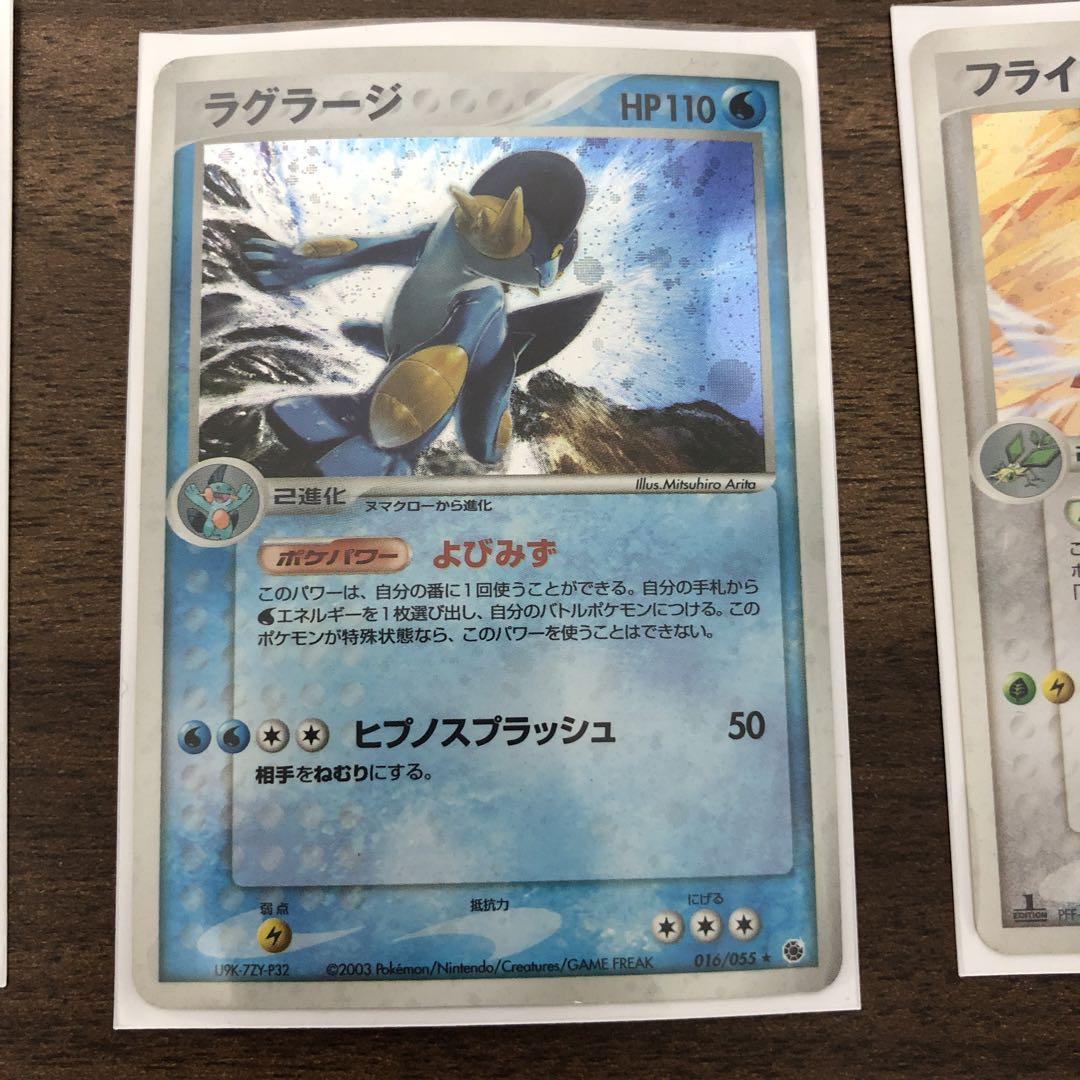 ラグラージ
HP110
Illus.Mitsuhiro Arita
2進化 ヌマクローから進化
ポケパワー よびみず
このパワーは、自分の番に1回使うことができる。自分の手札から
エネルギーを1枚選び出し、自分のバトルポケモンにつける。この
ポケモンが特殊状態なら、このパワーを使うことはできない。
ヒプノスプラッシュ 50
相手をねむりにする。
弱点 抵抗力 にげる
U9K-7ZY-P32 ©2003 Pokémon/Nintendo/Creatures/GAME FREAK 016/055 ★
フライ
1
EDITION
PFF-